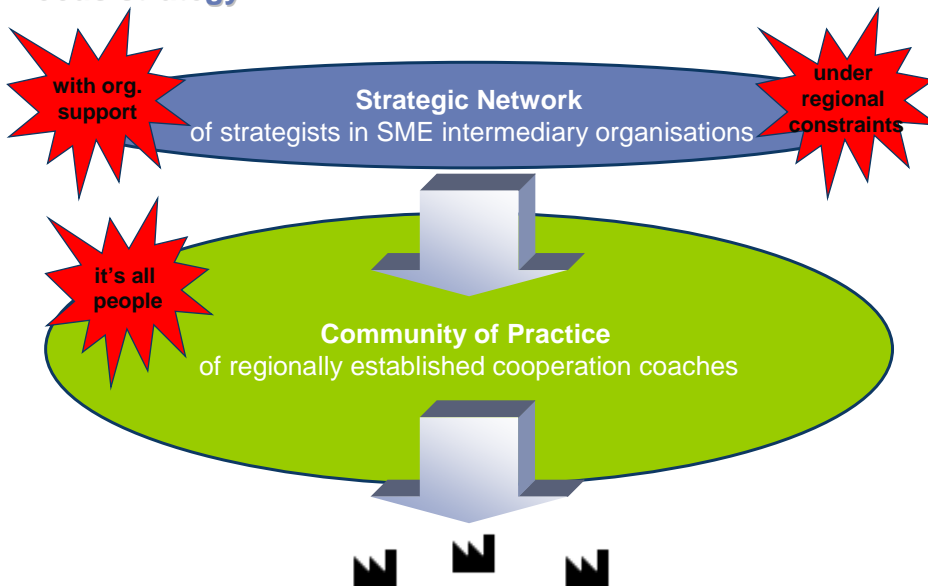 with org.
support
Strategic Network
of strategists in SME intermediary organisations
under
regional
constraints
it's all
people
Community of Practice
of regionally established cooperation coaches